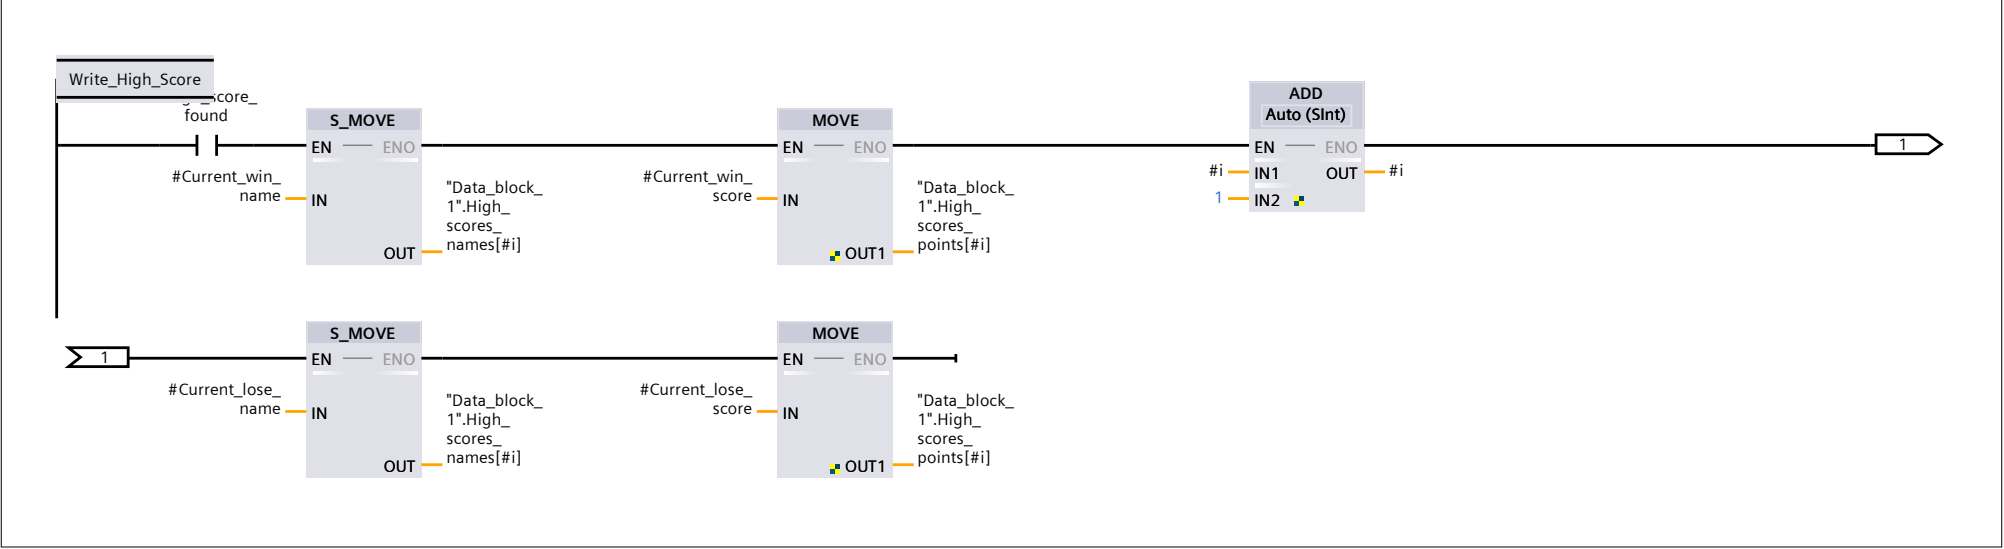 Write_High_Score
score_
found
S_MOVE
MOVE
ADD
Auto (SInt)
EN ENO
EN ENO
EN ENO
1
#Current_win_
name
IN
"Data_block_
1".High_
scores_
names[#i]
OUT
#Current_win_
score
IN
"Data_block_
1".High_
scores_
points[#i]
OUT1
#i IN1 OUT #i
1 IN2
S_MOVE
MOVE
1
EN ENO
EN ENO
#Current_lose_
name
IN
"Data_block_
1".High_
scores_
names[#i]
OUT
#Current_lose_
score
IN
"Data_block_
1".High_
scores_
points[#i]
OUT1